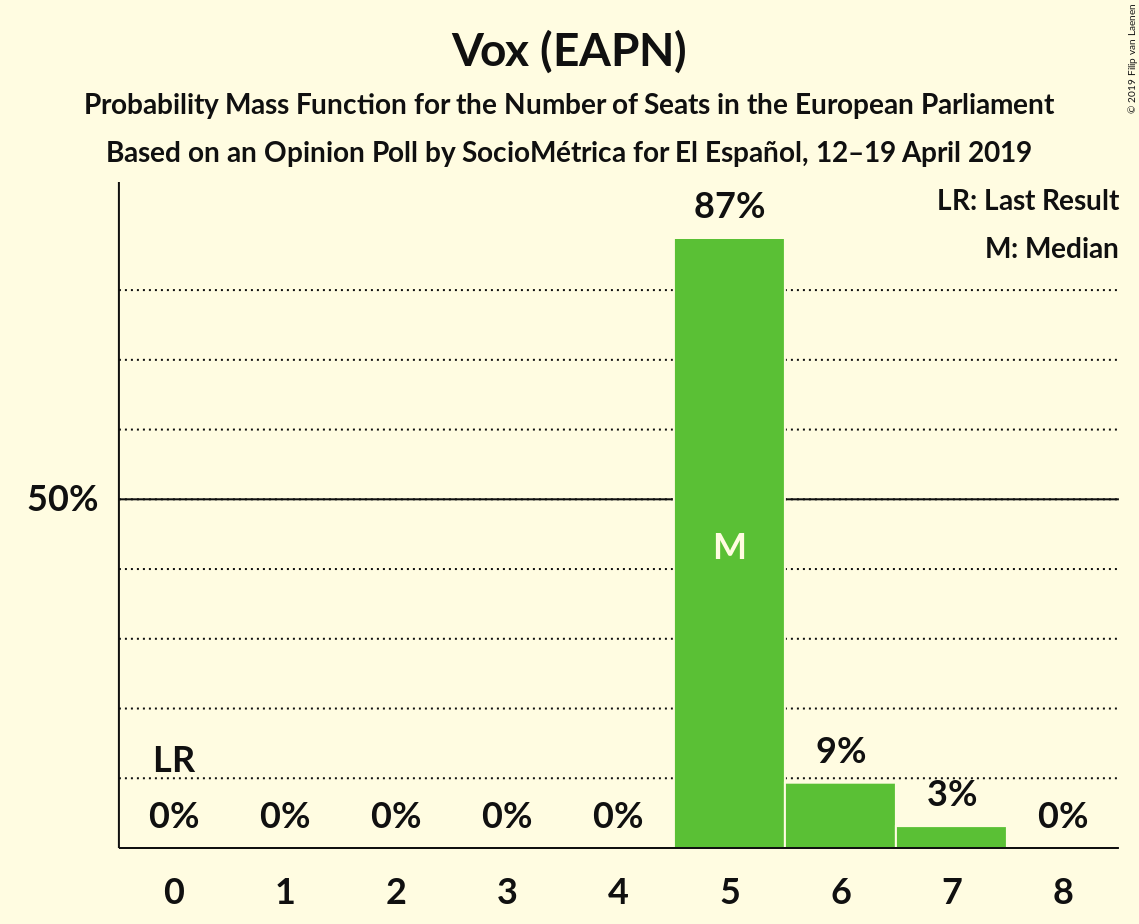 Vox (EAPN)
Probability Mass Function for the Number of Seats in the European Parliament
Based on an Opinion Poll by SocioMétrica for El Español, 12–19 April 2019
© 2019 Filip van Laenen
LR: Last Result
M: Median
87%
50%
M
LR
9%
3%
0% 0% 0% 0% 0% 0%
0 1 2 3 4 5 6 7 8